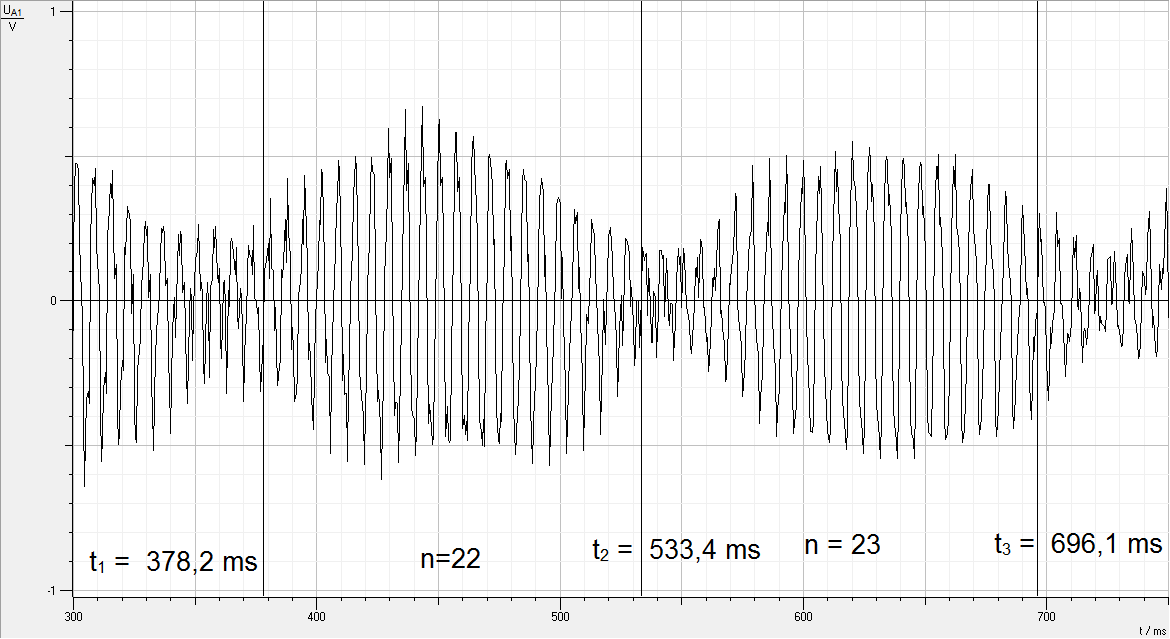 U_A1
V
1
0
-1
t₁ = 378,2 ms
n=22
t₂ = 533,4 ms
n = 23
t₃ = 696,1 ms
300 400 500 600 700
t / ms